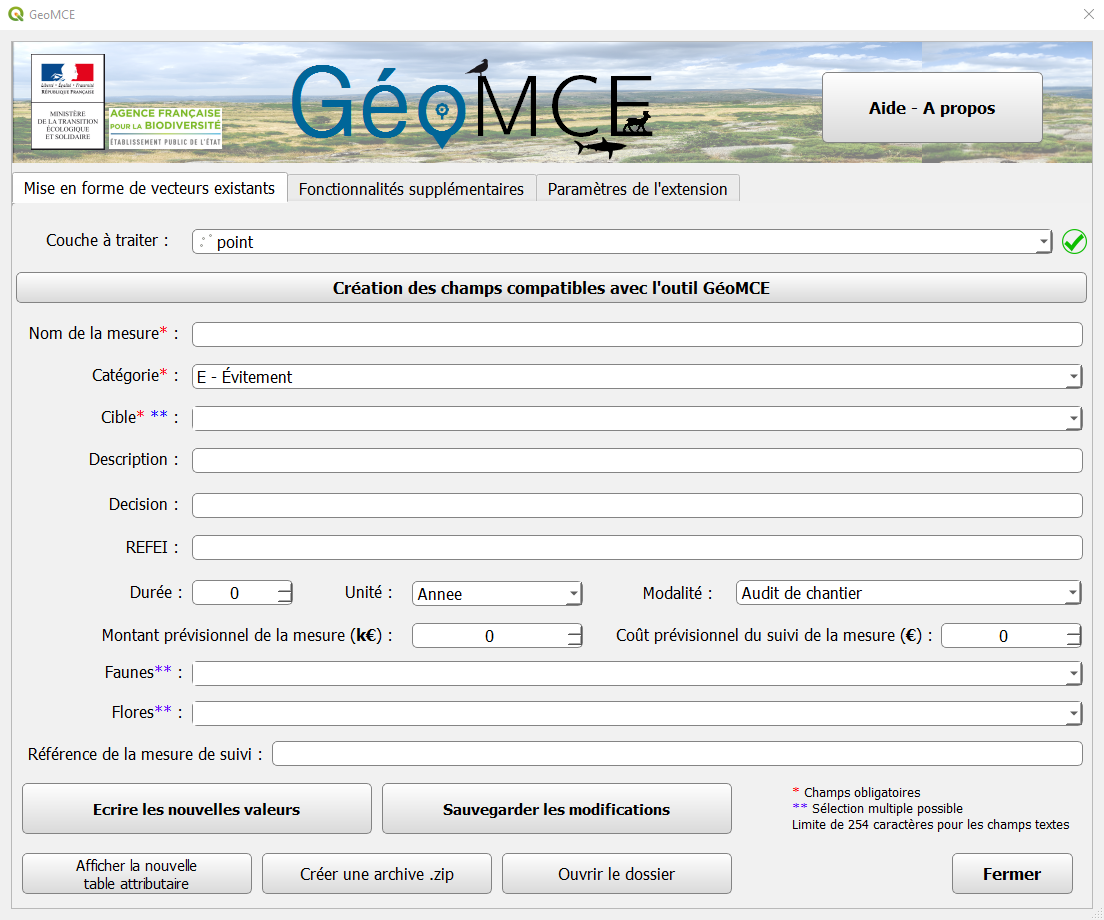 GeoMCE
Liberté • Égalité • Fraternité
RÉPUBLIQUE FRANÇAISE
MINISTÈRE
DE LA TRANSITION
ÉCOLOGIQUE
ET SOLIDAIRE
AGENCE FRANÇAISE
POUR LA BIODIVERSITÉ
ÉTABLISSEMENT PUBLIC DE L'ÉTAT
GéoMCE
Aide - A propos
Mise en forme de vecteurs existants
Fonctionnalités supplémentaires
Paramètres de l'extension
Couche à traiter : point
Création des champs compatibles avec l'outil GéoMCE
Nom de la mesure* :
Catégorie* : E - Évitement
Cible* ** :
Description :
Decision :
REFEI :
Durée : 0 Unité : Annee Modalité : Audit de chantier
Montant prévisionnel de la mesure (k€) : 0 Coût prévisionnel du suivi de la mesure (€) : 0
Faunes** :
Flores** :
Référence de la mesure de suivi :
Ecrire les nouvelles valeurs
Sauvegarder les modifications
* Champs obligatoires
** Sélection multiple possible
Limite de 254 caractères pour les champs textes
Afficher la nouvelle
table attributaire
Créer une archive .zip
Ouvrir le dossier
Fermer